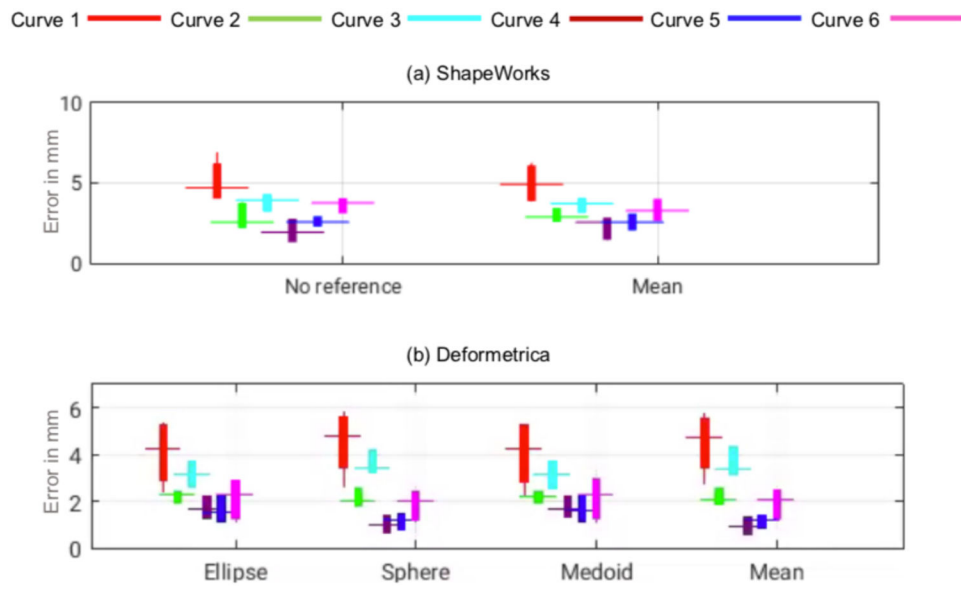 Curve 1 Curve 2 Curve 3 Curve 4 Curve 5 Curve 6
(a) ShapeWorks
10
Error in mm
5
0
No reference Mean
(b) Deformetrica
6
Error in mm
4
2
0
Ellipse Sphere Medoid Mean